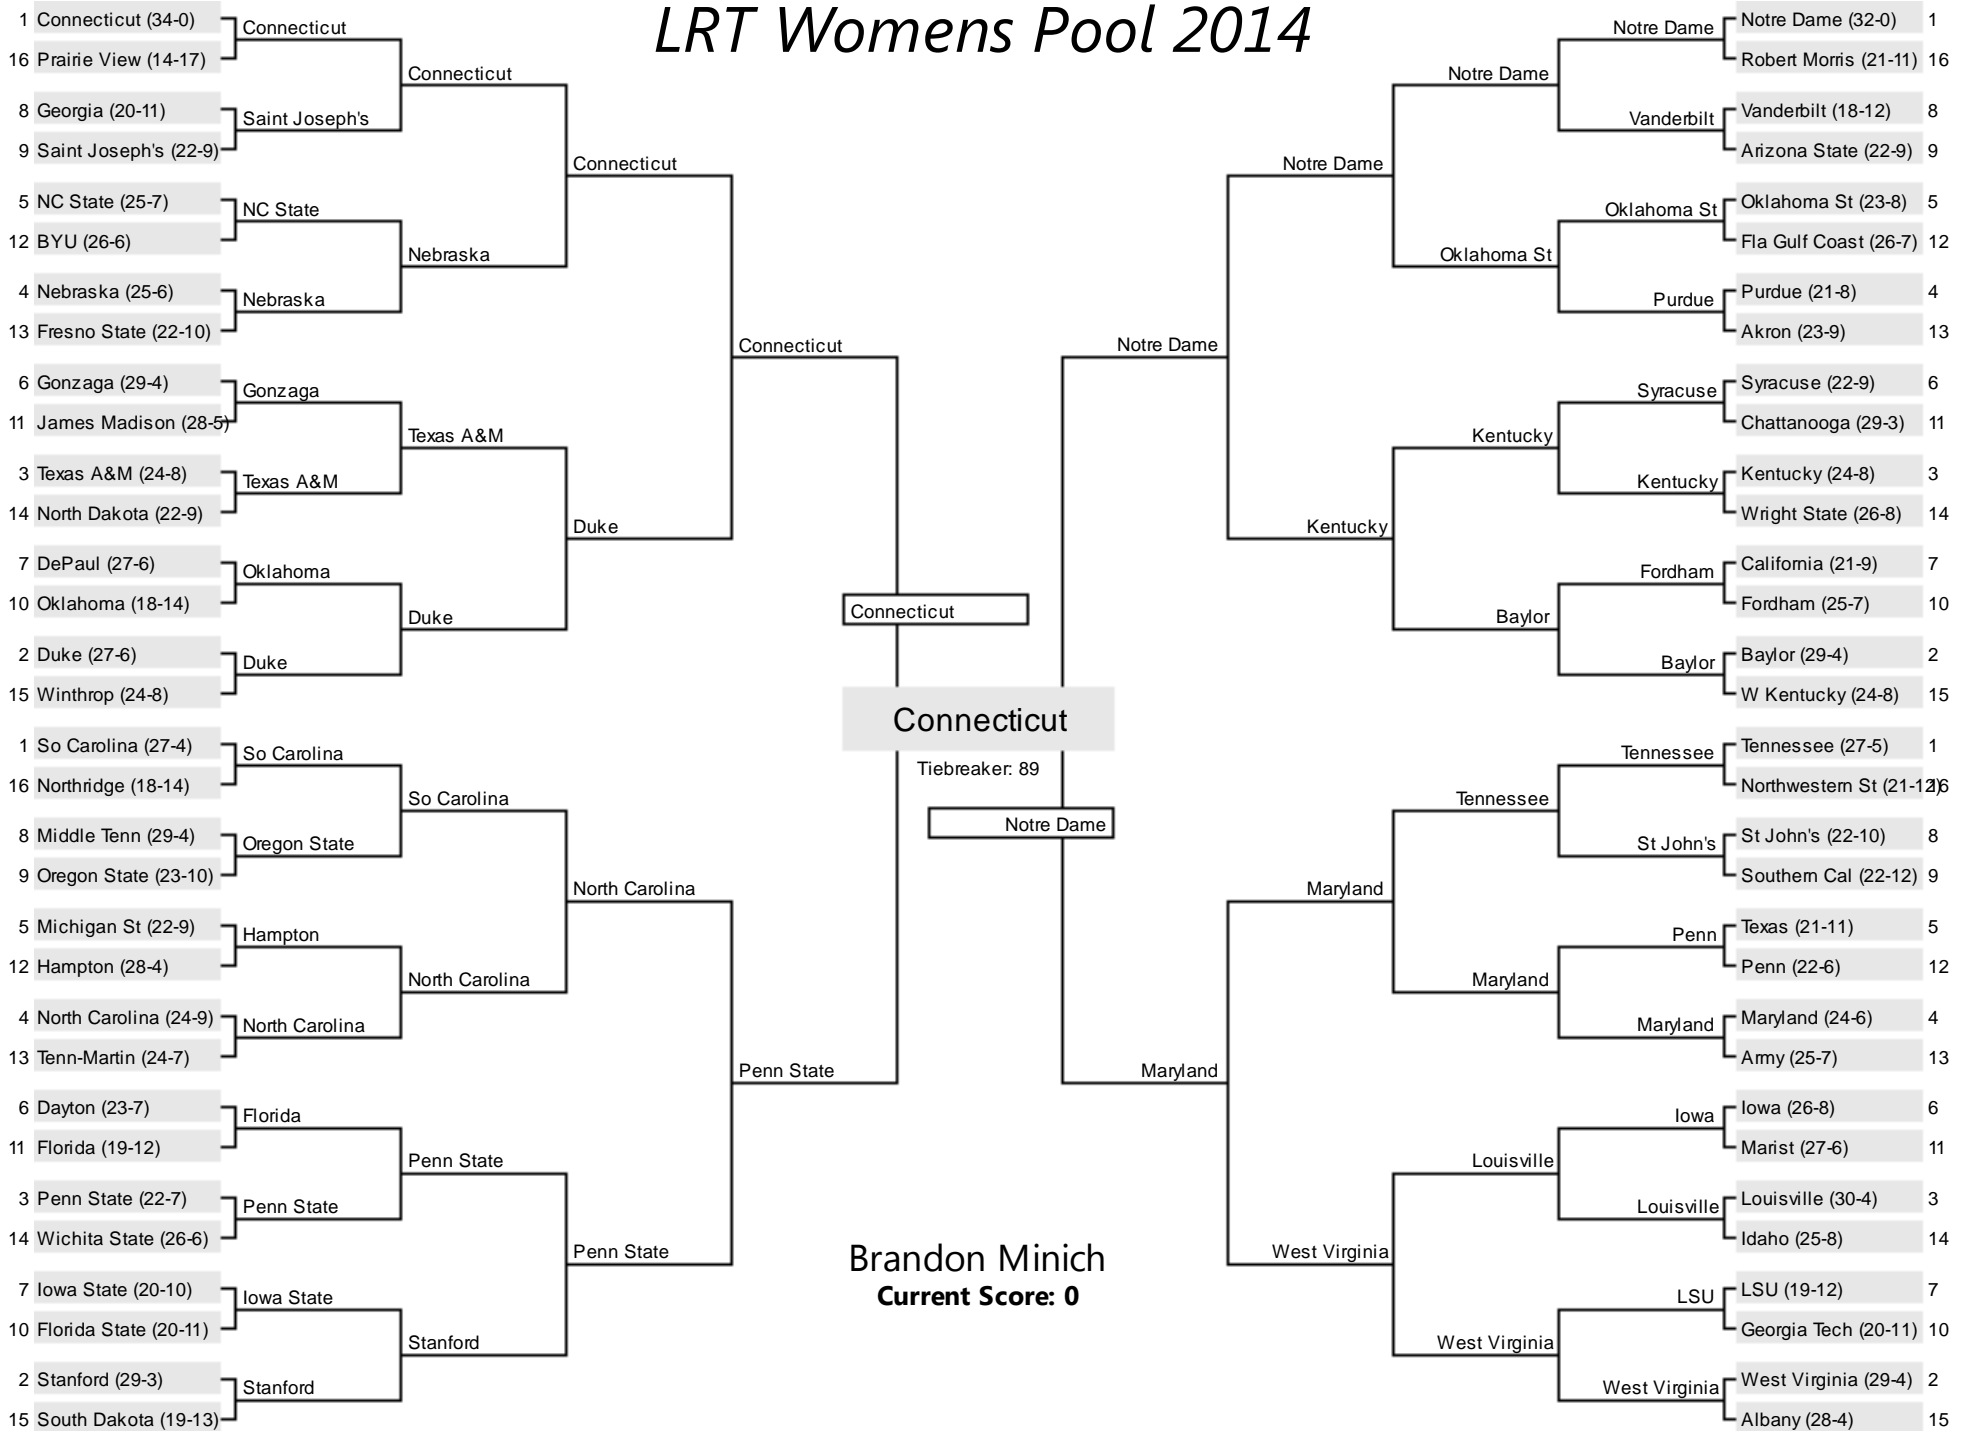 LRT Womens Pool 2014
1 Connecticut (34-0)
16 Prairie View (14-17)
8 Georgia (20-11)
9 Saint Joseph's (22-9)
5 NC State (25-7)
12 BYU (26-6)
4 Nebraska (25-6)
13 Fresno State (22-10)
6 Gonzaga (29-4)
11 James Madison (28-5)
3 Texas A&M (24-8)
14 North Dakota (22-9)
7 DePaul (27-6)
10 Oklahoma (18-14)
2 Duke (27-6)
15 Winthrop (24-8)
1 So Carolina (27-4)
16 Northridge (18-14)
8 Middle Tenn (29-4)
9 Oregon State (23-10)
5 Michigan St (22-9)
12 Hampton (28-4)
4 North Carolina (24-9)
13 Tenn-Martin (24-7)
6 Dayton (23-7)
11 Florida (19-12)
3 Penn State (22-7)
14 Wichita State (26-6)
7 Iowa State (20-10)
10 Florida State (20-11)
2 Stanford (29-3)
15 South Dakota (19-13)
Connecticut
Saint Joseph's
NC State
Nebraska
Gonzaga
Texas A&M
Oklahoma
Duke
So Carolina
Oregon State
Hampton
North Carolina
Florida
Penn State
Iowa State
Stanford
Connecticut
Nebraska
Texas A&M
Duke
So Carolina
North Carolina
Penn State
Stanford
Connecticut
Duke
North Carolina
Penn State
Connecticut
Penn State
Connecticut
Connecticut
Tiebreaker: 89
Notre Dame
Brandon Minich
Current Score: 0
Notre Dame
Maryland
Notre Dame
Kentucky
Maryland
West Virginia
Notre Dame
Oklahoma St
Kentucky
Baylor
Tennessee
Maryland
Louisville
West Virginia
Notre Dame
Vanderbilt
Oklahoma St
Purdue
Syracuse
Kentucky
Fordham
Baylor
Tennessee
St John's
Penn
Maryland
Iowa
Louisville
LSU
West Virginia
Notre Dame (32-0) 1
Robert Morris (21-11) 16
Vanderbilt (18-12) 8
Arizona State (22-9) 9
Oklahoma St (23-8) 5
Fla Gulf Coast (26-7) 12
Purdue (21-8) 4
Akron (23-9) 13
Syracuse (22-9) 6
Chattanooga (29-3) 11
Kentucky (24-8) 3
Wright State (26-8) 14
California (21-9) 7
Fordham (25-7) 10
Baylor (29-4) 2
W Kentucky (24-8) 15
Tennessee (27-5) 1
Northwestern St (21-12) 16
St John's (22-10) 8
Southern Cal (22-12) 9
Texas (21-11) 5
Penn (22-6) 12
Maryland (24-6) 4
Army (25-7) 13
Iowa (26-8) 6
Marist (27-6) 11
Louisville (30-4) 3
Idaho (25-8) 14
LSU (19-12) 7
Georgia Tech (20-11) 10
West Virginia (29-4) 2
Albany (28-4) 15